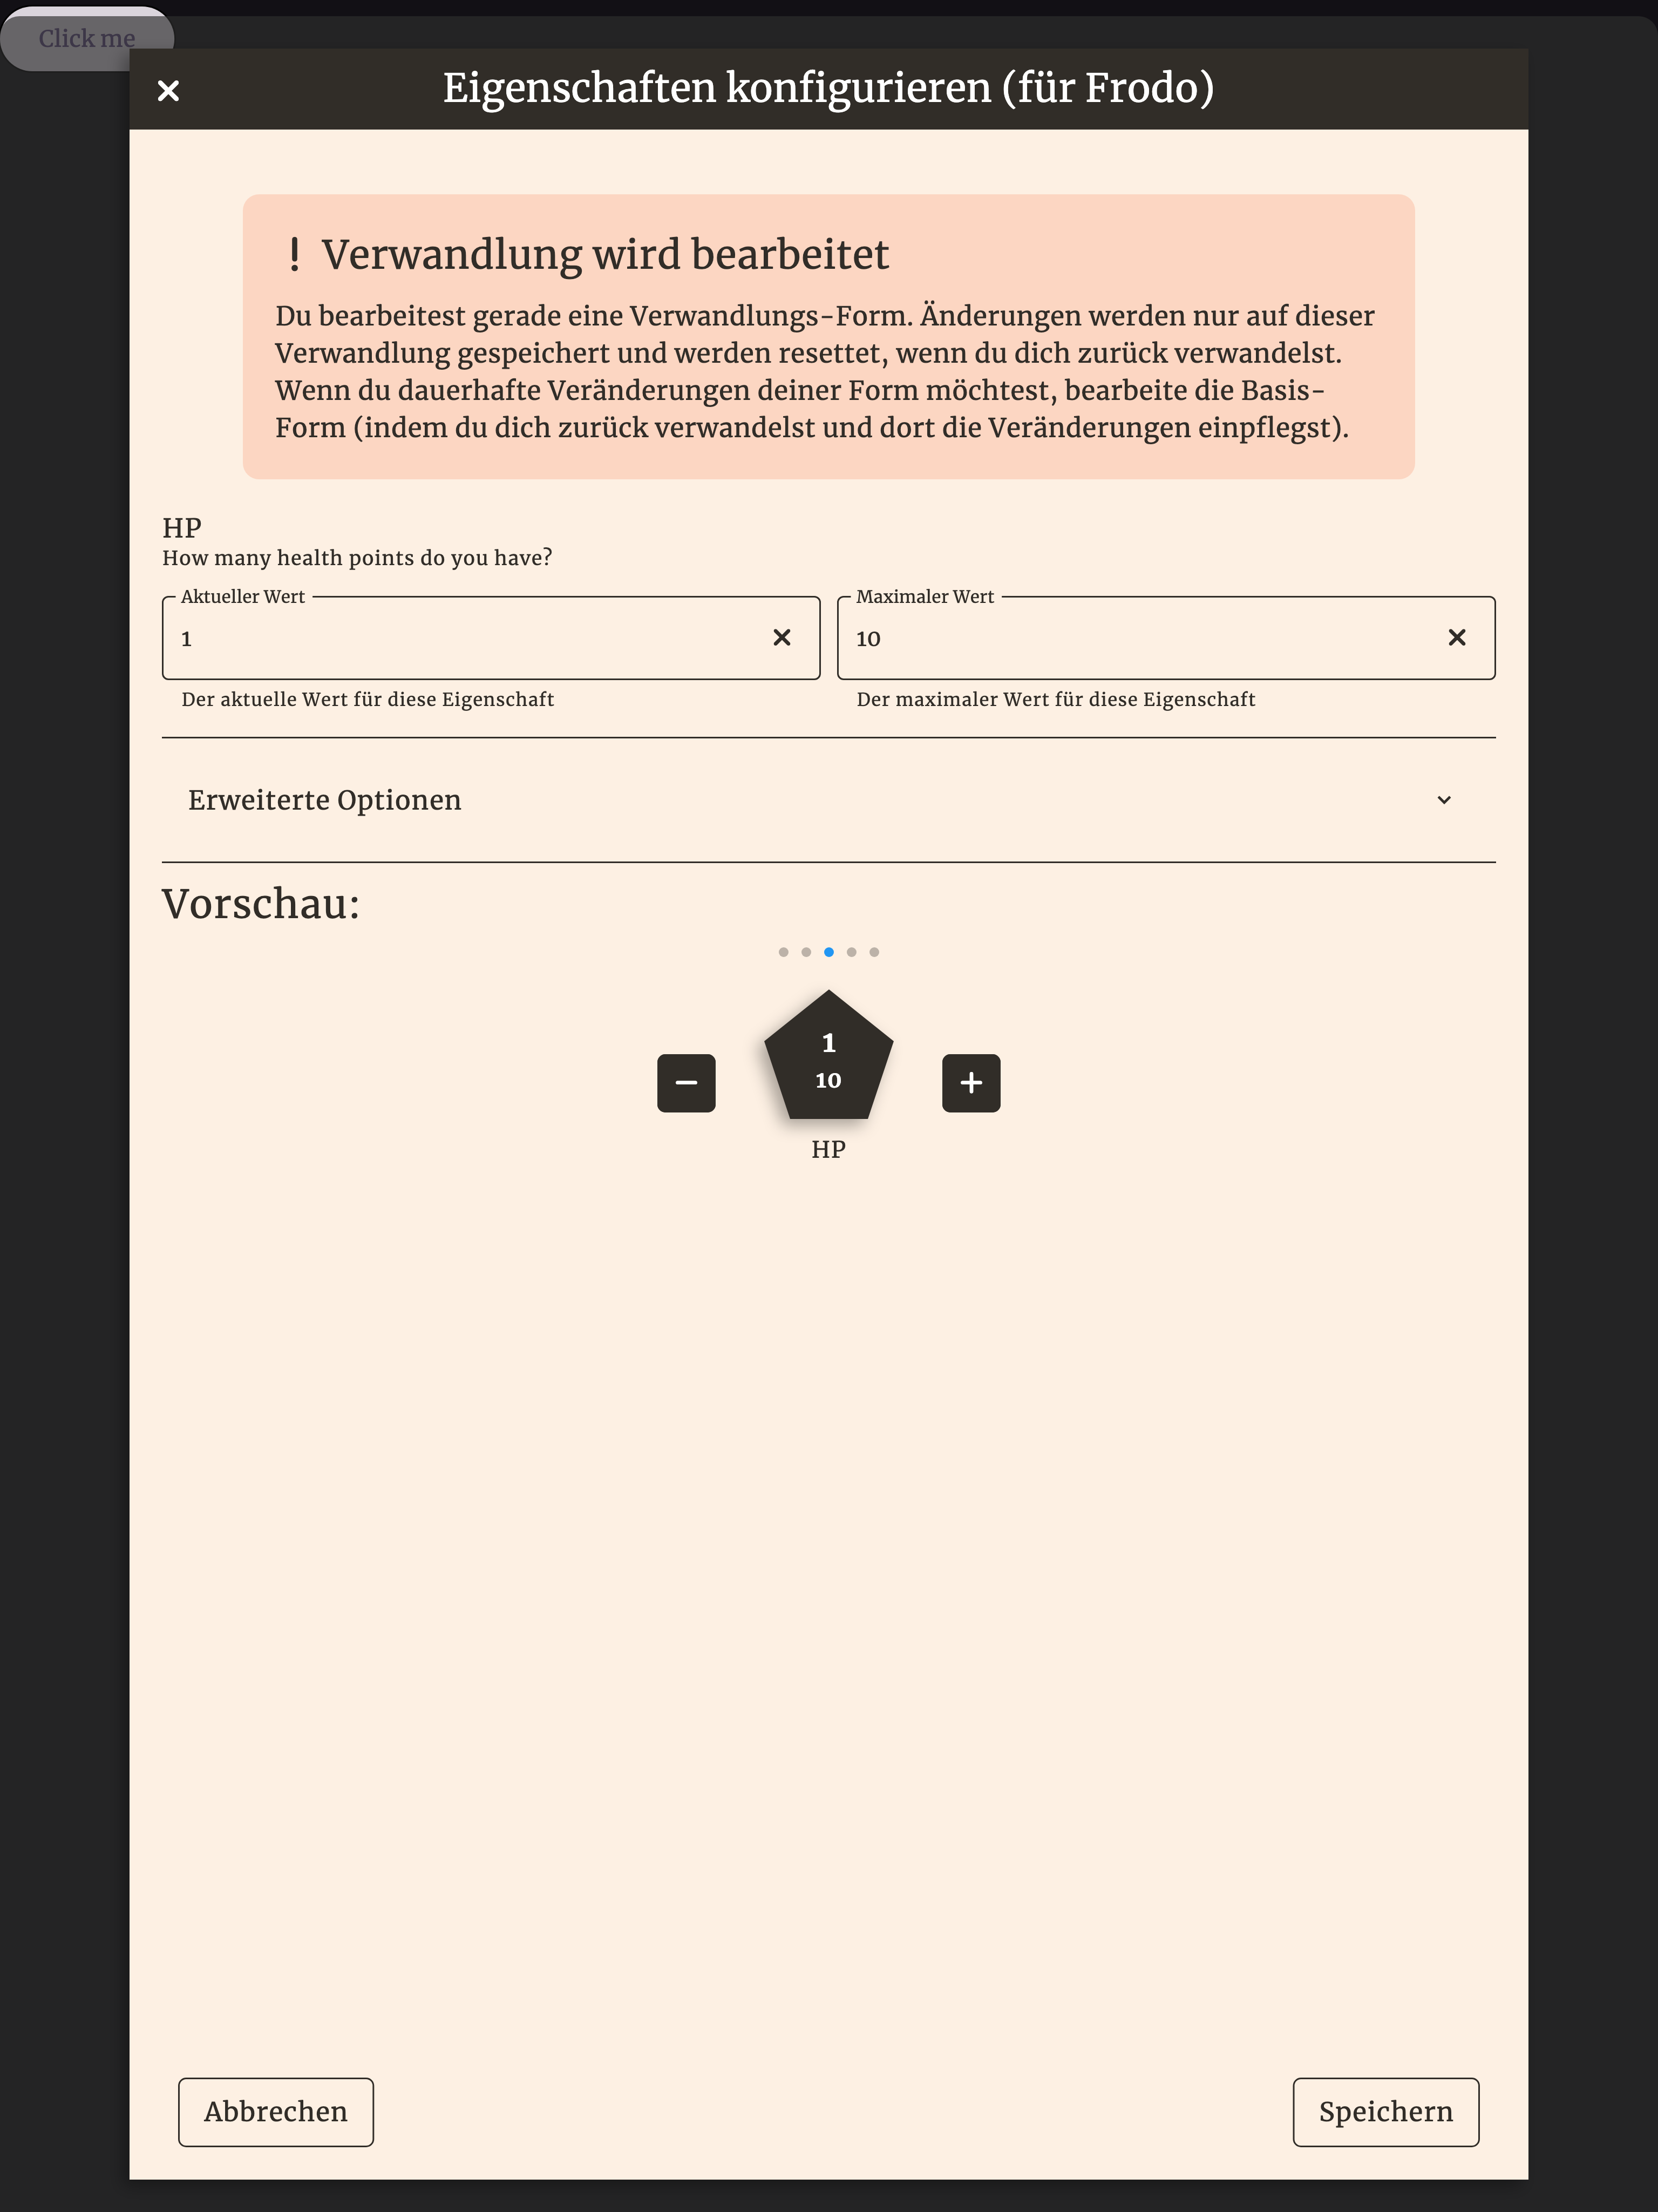 Click me
Eigenschaften konfigurieren (für Frodo)
! Verwandlung wird bearbeitet
Du bearbeitest gerade eine Verwandlungs-Form. Änderungen werden nur auf dieser
Verwandlung gespeichert und werden resettet, wenn du dich zurück verwandelst.
Wenn du dauerhafte Veränderungen deiner Form möchtest, bearbeite die Basis-
Form (indem du dich zurück verwandelst und dort die Veränderungen einpflegst).
HP
How many health points do you have?
Aktueller Wert
1
Der aktuelle Wert für diese Eigenschaft
Maximaler Wert
10
Der maximaler Wert für diese Eigenschaft
Erweiterte Optionen
Vorschau:
1
10
HP
Abbrechen
Speichern